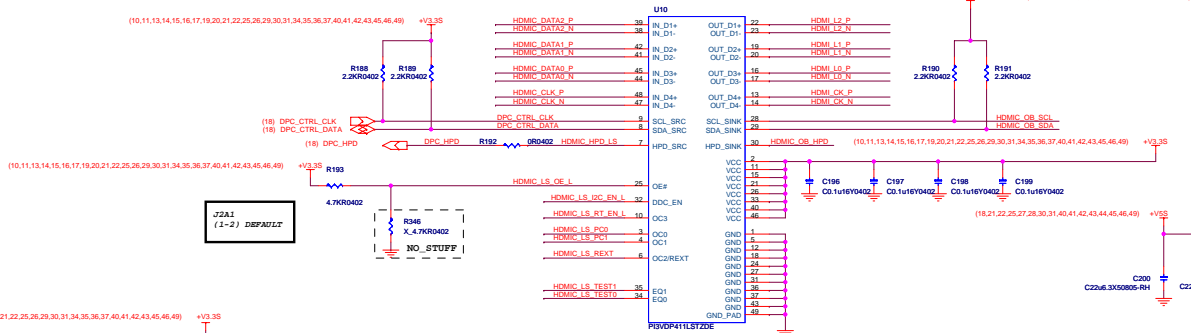 U10
(10,11,13,14,15,16,17,19,20,21,22,25,26,29,30,31,34,35,36,37,40,41,42,43,45,46,49) +V3.3S
R188
2.2KR0402
R189
2.2KR0402
HDMIC_DATA2_P 39 IN_D1+ OUT_D1+ 22 HDMI_L2_P
HDMIC_DATA2_N 38 IN_D1- OUT_D1- 23 HDMI_L2_N
HDMIC_DATA1_P 42 IN_D2+ OUT_D2+ 19 HDMI_L1_P
HDMIC_DATA1_N 41 IN_D2- OUT_D2- 20 HDMI_L1_N
HDMIC_DATA0_P 45 IN_D3+ OUT_D3+ 16 HDMI_L0_P
HDMIC_DATA0_N 44 IN_D3- OUT_D3- 17 HDMI_L0_N
HDMIC_CLK_P 48 IN_D4+ OUT_D4+ 13 HDMI_CK_P
HDMIC_CLK_N 47 IN_D4- OUT_D4- 14 HDMI_CK_N
R190
2.2KR0402
R191
2.2KR0402
(18) DPC_CTRL_CLK DPC_CTRL_CLK 9 SCL_SRC SCL_SINK 28 HDMIC_OB_SCL
(18) DPC_CTRL_DATA DPC_CTRL_DATA 8 SDA_SRC SDA_SINK 29 HDMIC_OB_SDA
(18) DPC_HPD DPC_HPD R192 0R0402 HDMIC_HPD_LS 7 HPD_SRC HPD_SINK 30 HDMIC_OB_HPD
(10,11,13,14,15,16,17,19,20,21,22,25,26,29,30,31,34,35,36,37,40,41,42,43,45,46,49) +V3.3S
VCC 2
VCC 11
VCC 15
VCC 21
VCC 26
VCC 33
VCC 40
VCC 46
C196
C0.1u16Y0402
C197
C0.1u16Y0402
C198
C0.1u16Y0402
C199
C0.1u16Y0402
(10,11,13,14,15,16,17,19,20,21,22,25,26,29,30,31,34,35,36,37,40,41,42,43,45,46,49) +V3.3S
R193
4.7KR0402
HDMIC_LS_OE_L 25 OE#
HDMIC_LS_I2C_EN_L 32 DDC_EN
HDMIC_LS_RT_EN_L 10 OC3
HDMIC_LS_PC0 3 OC0
HDMIC_LS_PC1 4 OC1
HDMIC_LS_REXT 6 OC2/REXT
HDMIC_LS_TEST1 35 EQ1
HDMIC_LS_TEST0 34 EQ0
J2A1
(1-2) DEFAULT
R346
X_4.7KR0402
NO_STUFF
GND 1
GND 5
GND 12
GND 18
GND 24
GND 27
GND 31
GND 36
GND 37
GND 43
GND_PAD 49
PI3VDP411LSTZDE
(18,21,22,25,27,28,30,31,40,41,42,43,44,45,46,49) +V5S
C200
C22u6.3X50805-RH
C22
21,22,25,26,29,30,31,34,35,36,37,40,41,42,43,45,46,49) +V3.3S